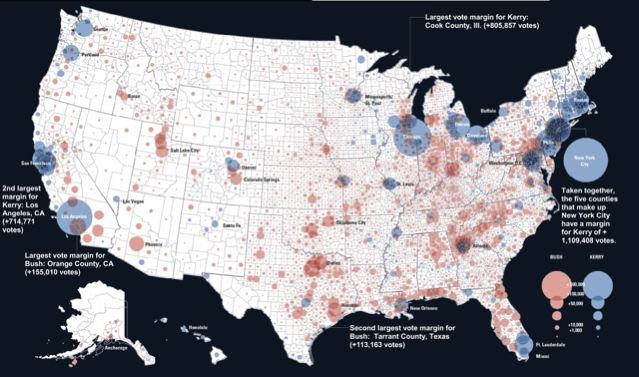 Largest vote margin for Kerry:
Cook County, Ill. (+805,857 votes)
Seattle
Portland
Boise
Minneapolis/
St. Paul
Buffalo
Boston
Chicago
Cleveland
Salt Lake City
Denver
Colorado Springs
San Francisco
St. Louis
Washington, D.C.
Phila.
New York
City
2nd largest
margin for
Kerry: Los
Angeles, CA
(+714,771
votes)
Los Angeles
Las Vegas
Santa Fe
Oklahoma City
Phoenix
Dallas
Atlanta
Houston
New Orleans
Taken together,
the five counties
that make up
New York City
have a margin
for Kerry of +
1,109,408 votes.
Largest vote margin for
Bush: Orange County, CA
(+155,010 votes)
BUSH KERRY
+100,000
+50,000
+10,000
+1,000
Anchorage
Honolulu
Second largest vote margin for
Bush: Tarrant County, Texas
(+113,163 votes)
Ft. Lauderdale
Miami